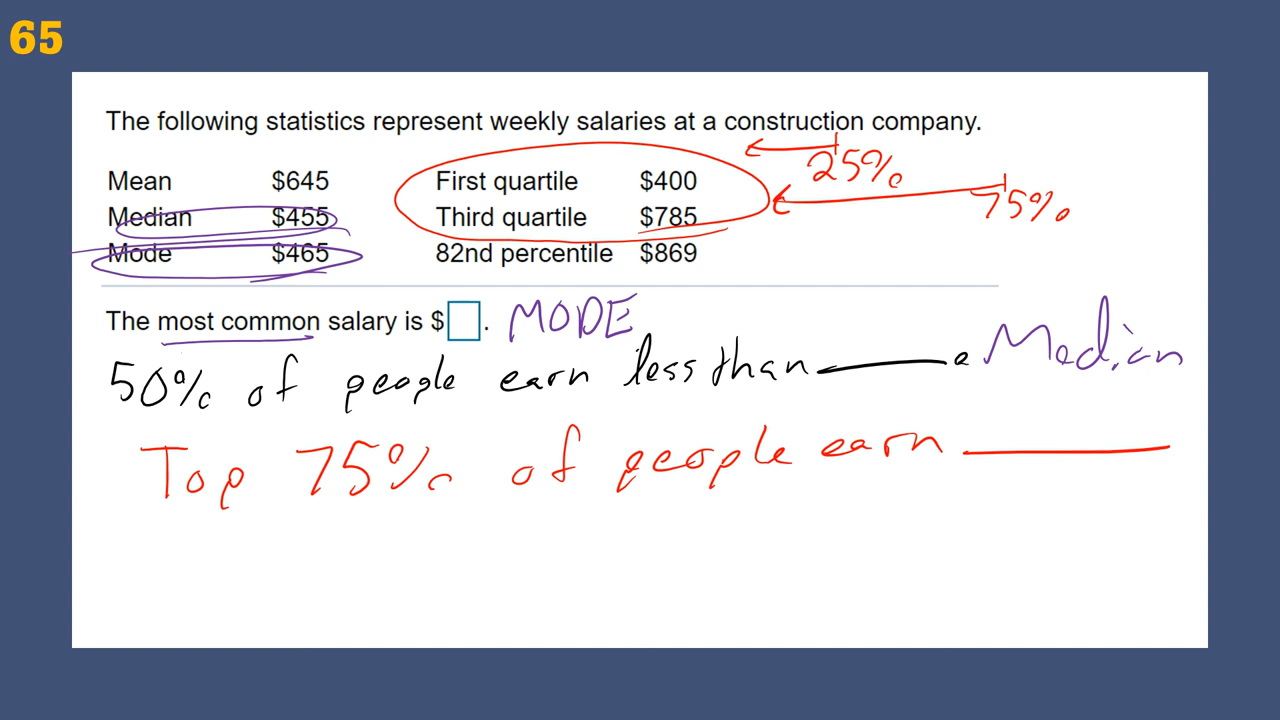 65
The following statistics represent weekly salaries at a construction company.
Mean $645 First quartile $400 25%
Median $455 Third quartile $785 75%
Mode $465 82nd percentile $869
The most common salary is $ . MODE
50% of people earn less than ______. Median
Top 75% of people earn ______